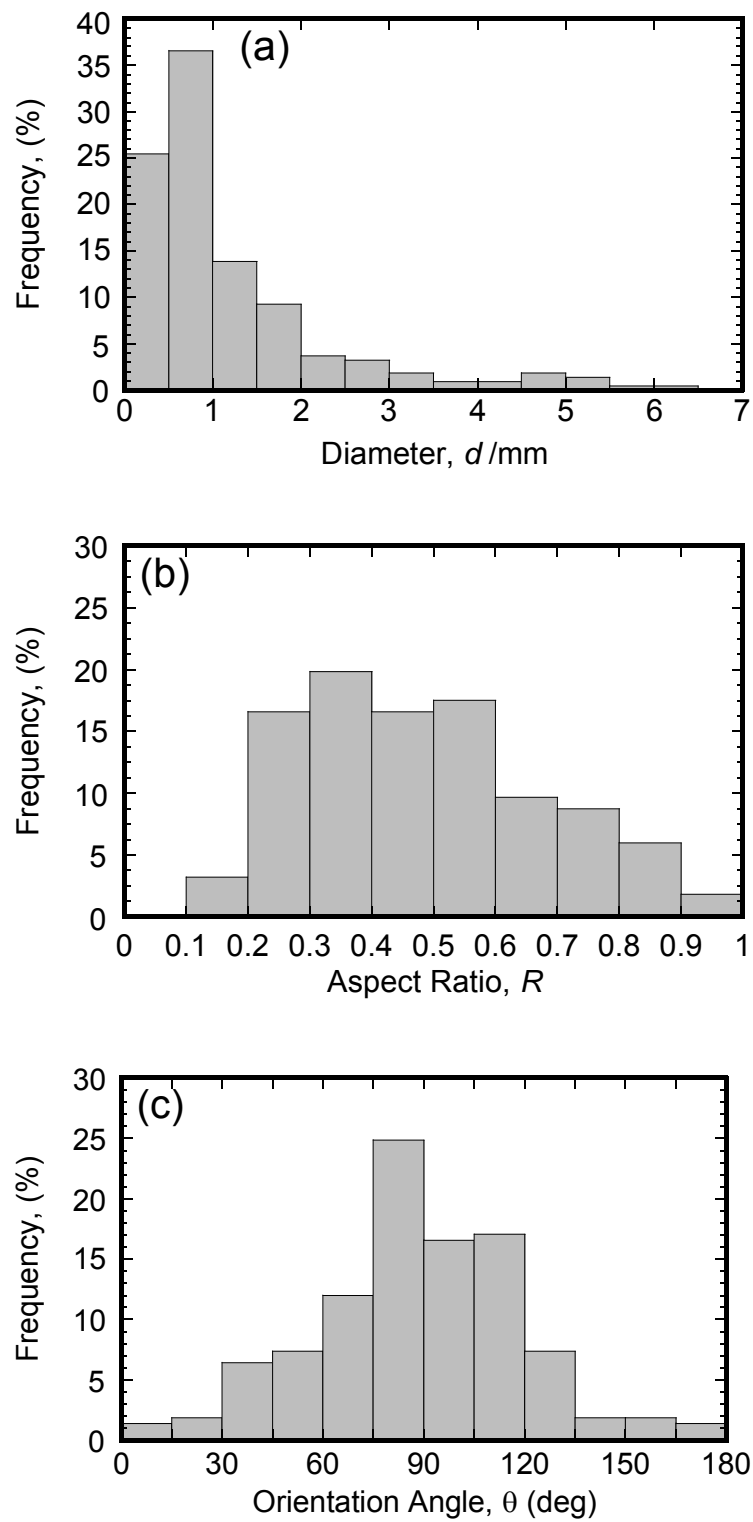 (a)
40
35
30
25
20
15
10
5
0
Frequency, (%)
0 1 2 3 4 5 6 7
Diameter, d /mm
(b)
30
25
20
15
10
5
0
Frequency, (%)
0 0.1 0.2 0.3 0.4 0.5 0.6 0.7 0.8 0.9 1
Aspect Ratio, R
(c)
30
25
20
15
10
5
0
Frequency, (%)
0 30 60 90 120 150 180
Orientation Angle, θ (deg)